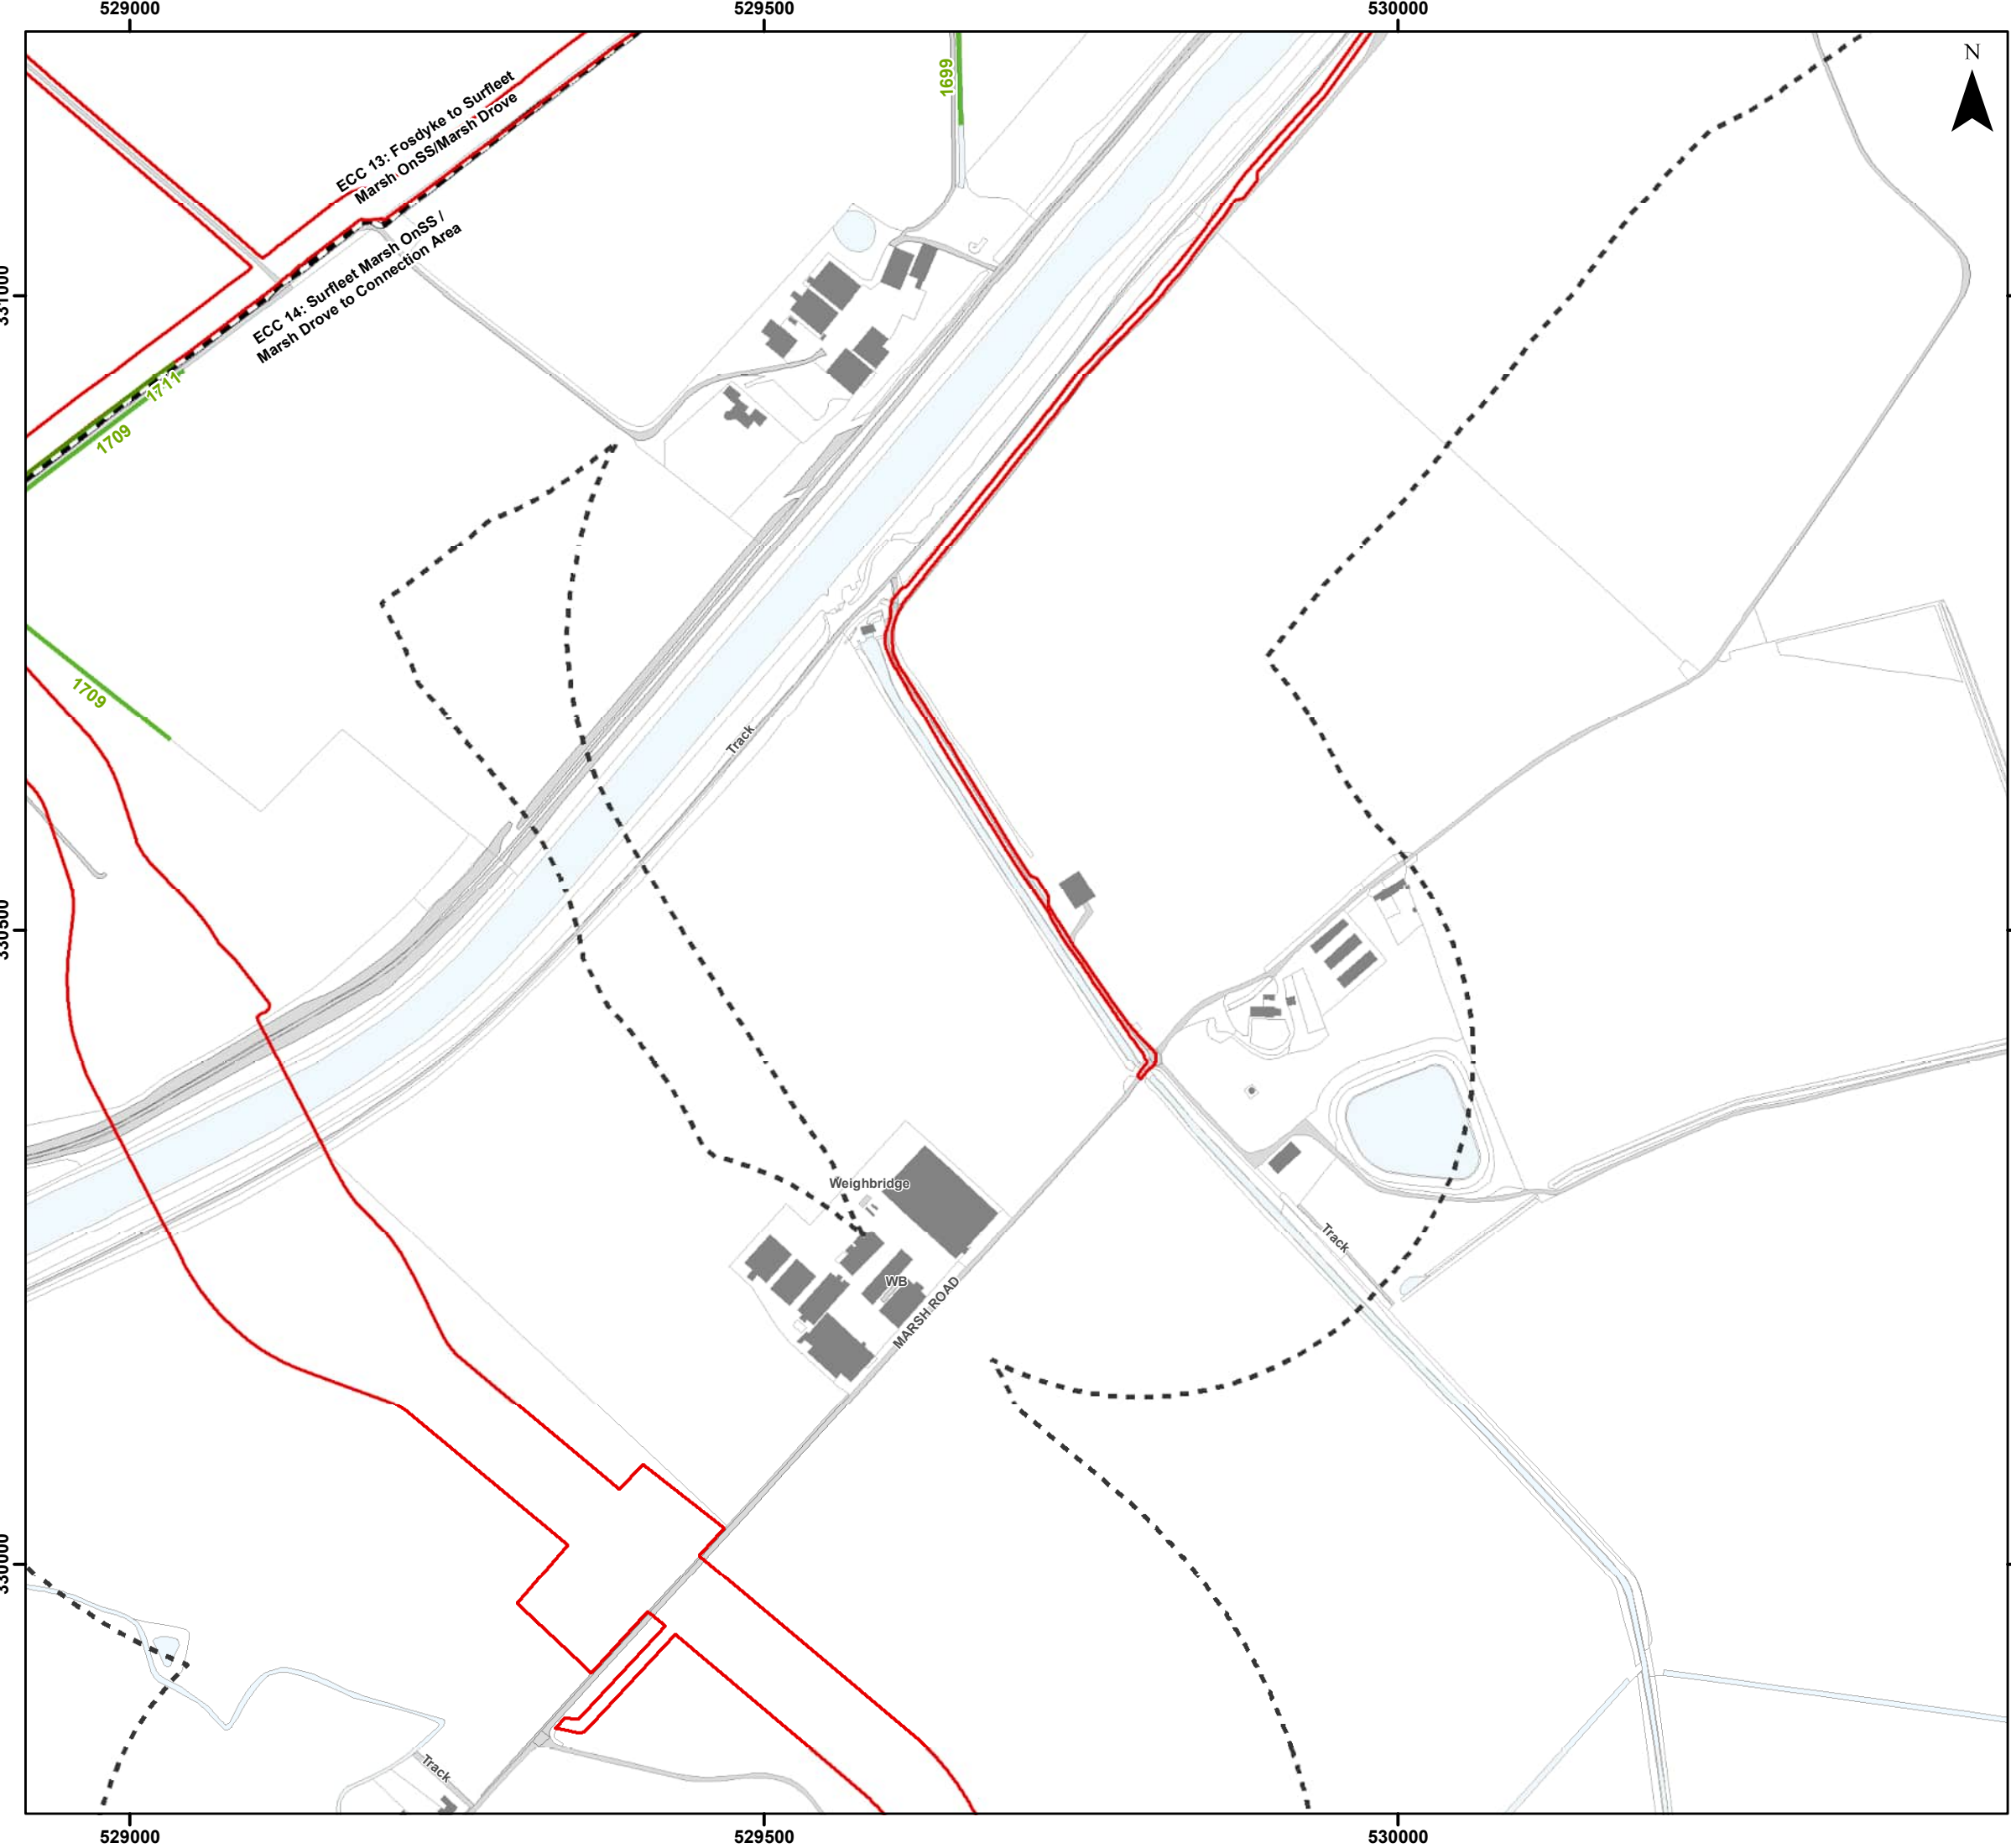 529000
529500
530000
N
1699
ECC 13: Fosdyke to Surfleet
Marsh OnSS/Marsh Drove
ECC 14: Surfleet Marsh OnSS /
Marsh Drove to Connection Area
1711
1709
1709
Track
330500
Weighbridge
WB
MARSH ROAD
Track
330000
Track
529000
529500
530000